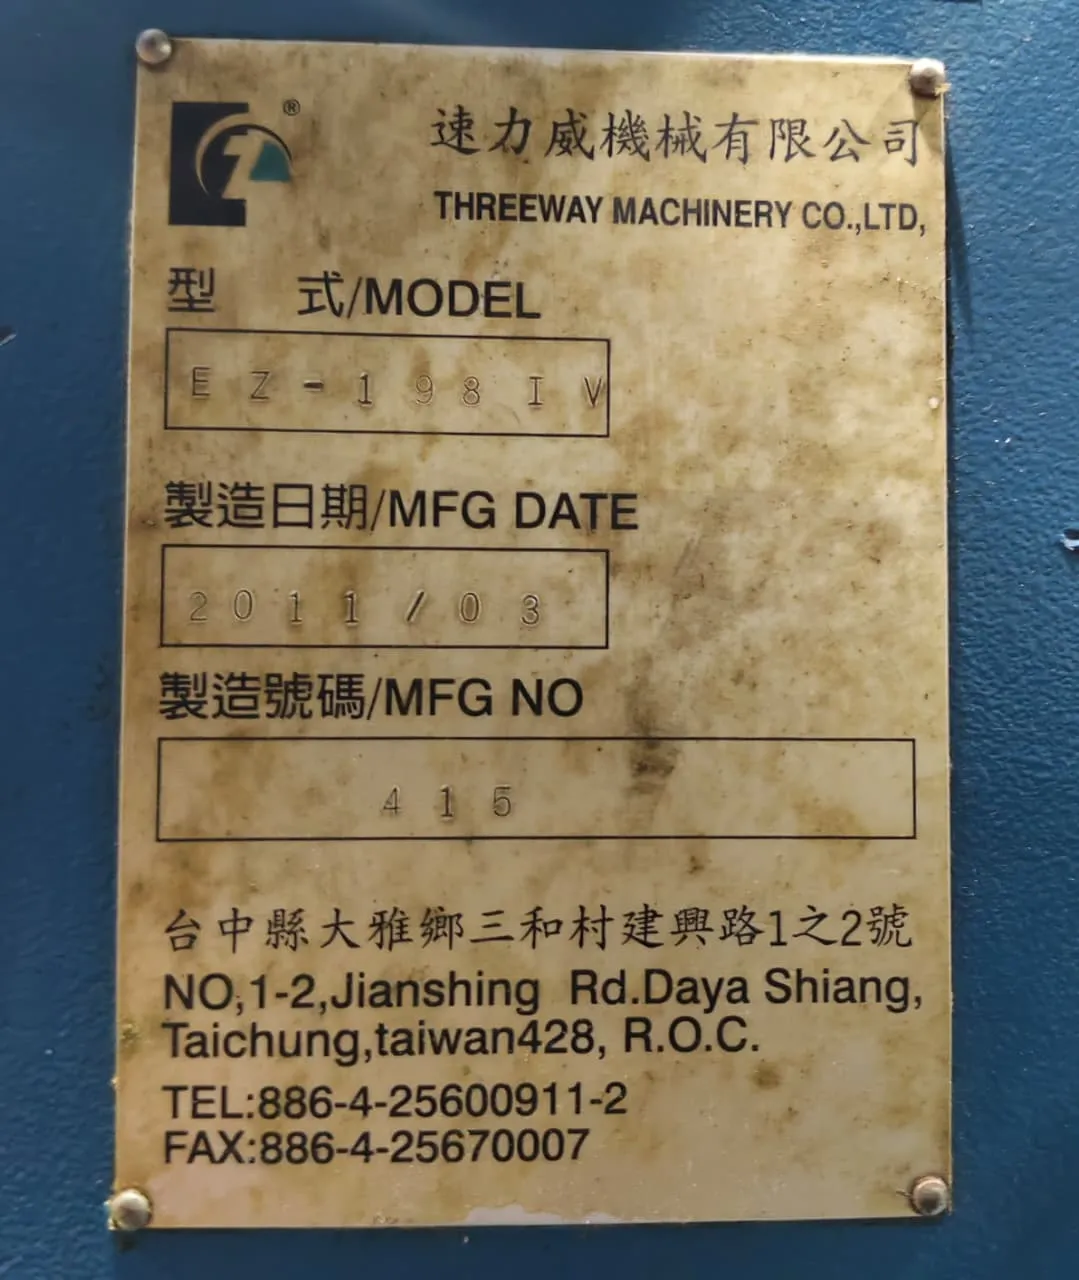 ®
速力威機械有限公司
THREEWAY MACHINERY CO.,LTD,
型 式/MODEL
EZ-198IV
製造日期/MFG DATE
2011/03
製造號碼/MFG NO
415
台中縣大雅鄉三和村建興路1之2號
NO,1-2,Jianshing Rd.Daya Shiang,
Taichung,taiwan428, R.O.C.
TEL:886-4-25600911-2
FAX:886-4-25670007